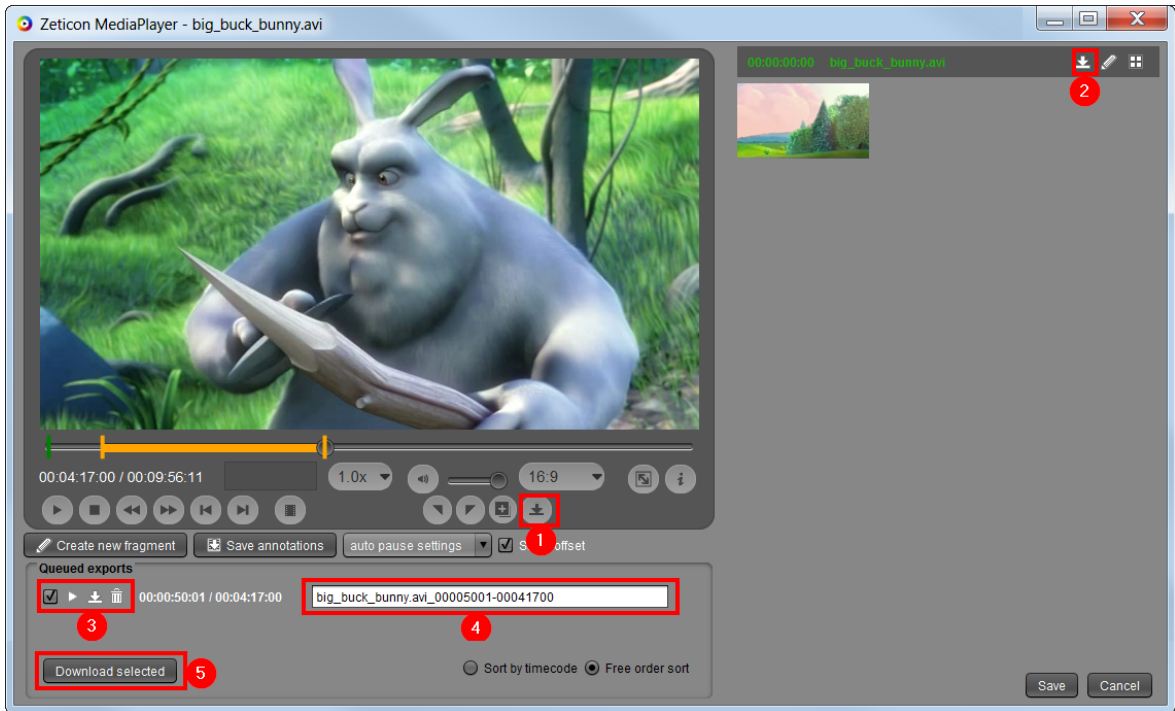 Zeticon MediaPlayer - big_buck_bunny.avi
00:00:00:00 big_buck_bunny.avi
2
00:04:17:00 / 00:09:56:11 1.0x 16:9 i
1
Create new fragment Save annotations auto pause settings offset
Queued exports
00:00:50:01 / 00:04:17:00 big_buck_bunny.avi_00005001-00041700
3 4
Download selected 5 Sort by timecode Free order sort
Save Cancel